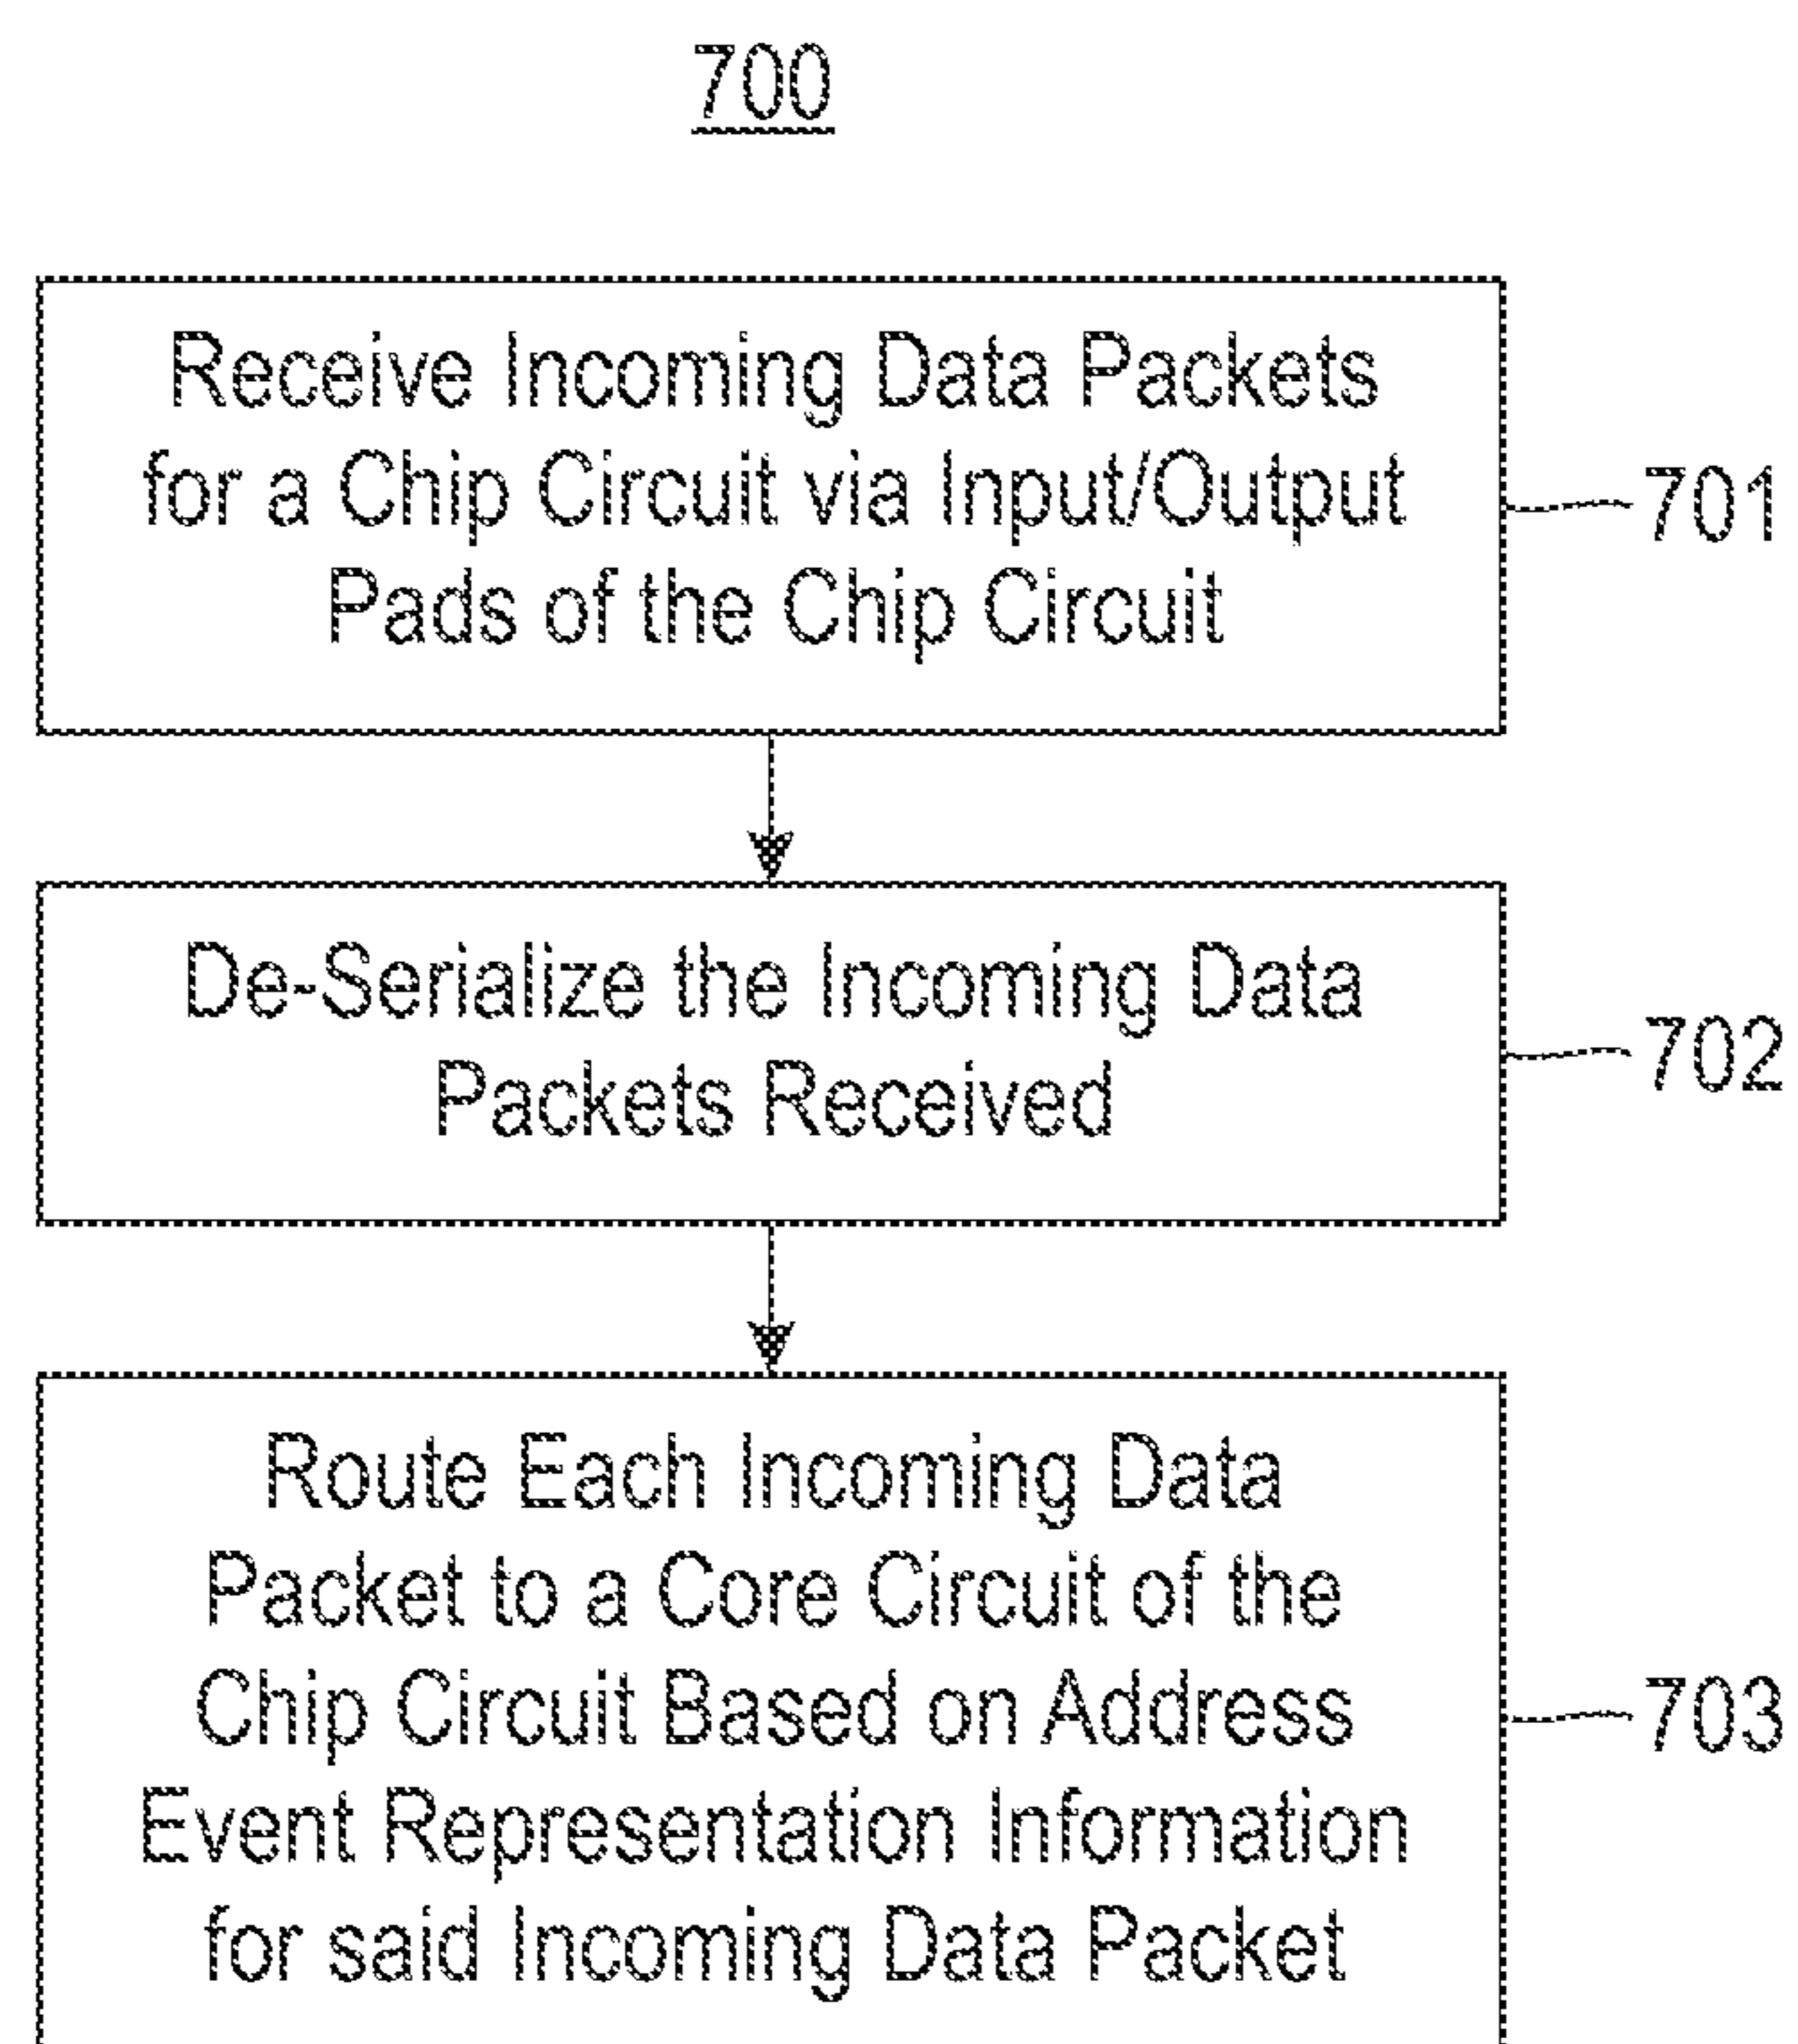 700
Receive Incoming Data Packets
for a Chip Circuit via Input/Output
Pads of the Chip Circuit
701
De-Serialize the Incoming Data
Packets Received
702
Route Each Incoming Data
Packet to a Core Circuit of the
Chip Circuit Based on Address
Event Representation Information
for said Incoming Data Packet
703